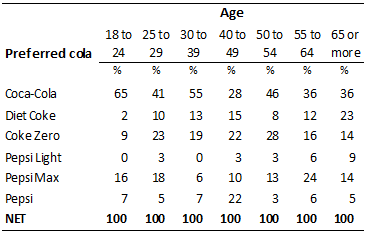 Age
Preferred cola 18 to 24 25 to 29 30 to 39 40 to 49 50 to 54 55 to 64 65 or more
% % % % % % %
Coca-Cola 65 41 55 28 46 36 36
Diet Coke 2 10 13 15 8 12 23
Coke Zero 9 23 19 22 28 16 14
Pepsi Light 0 3 0 3 3 6 9
Pepsi Max 16 18 6 10 13 24 14
Pepsi 7 5 7 22 3 6 5
NET 100 100 100 100 100 100 100